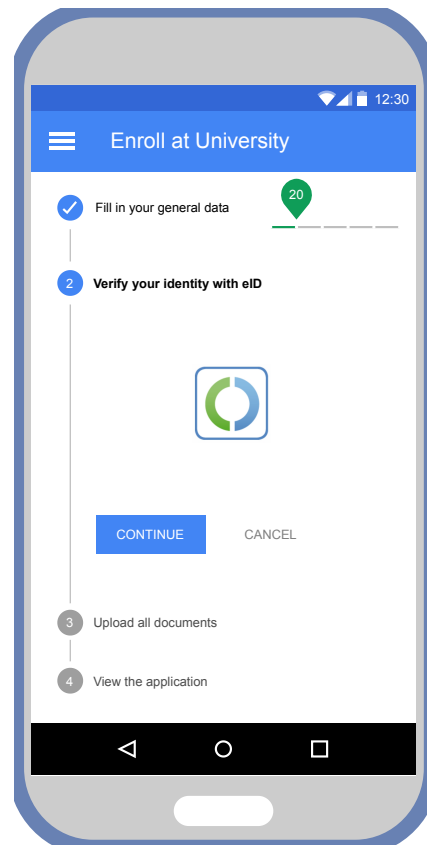 12:30
Enroll at University
Fill in your general data
20
2
Verify your identity with eID
CONTINUE
CANCEL
3
Upload all documents
4
View the application